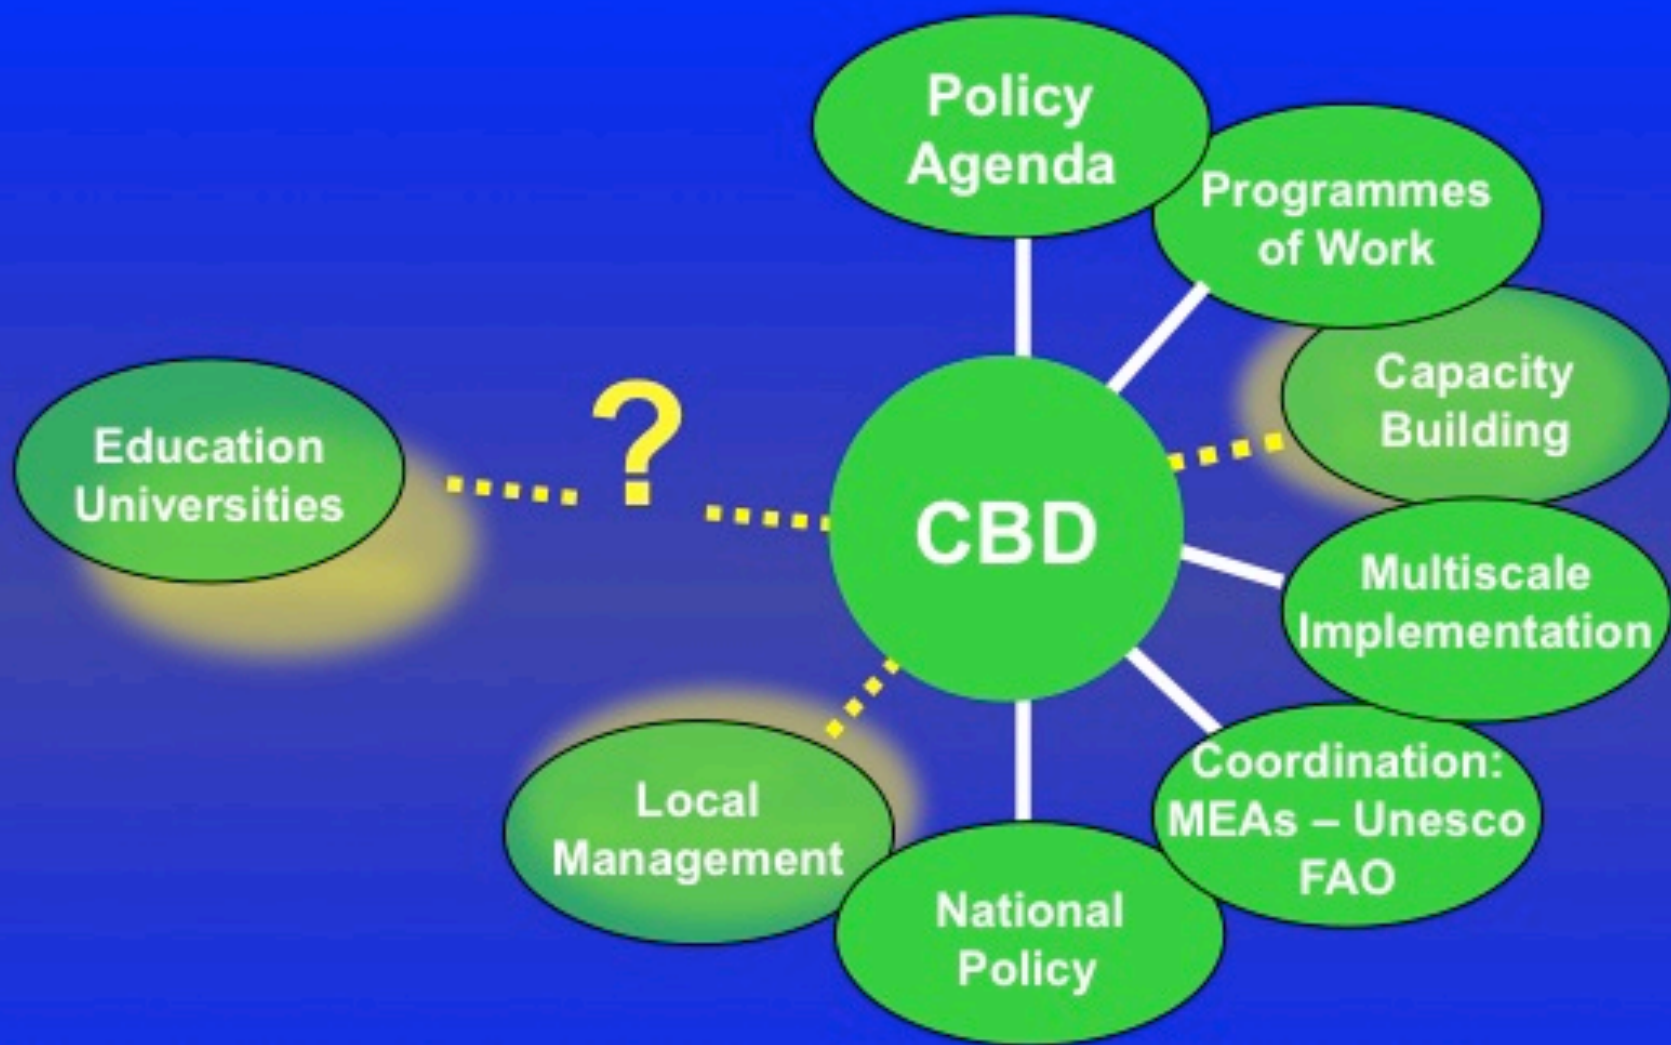 Policy
Agenda
Programmes
of Work
Capacity
Building
Education
Universities
?
CBD
Multiscale
Implementation
Coordination:
MEAs – Unesco
FAO
Local
Management
National
Policy